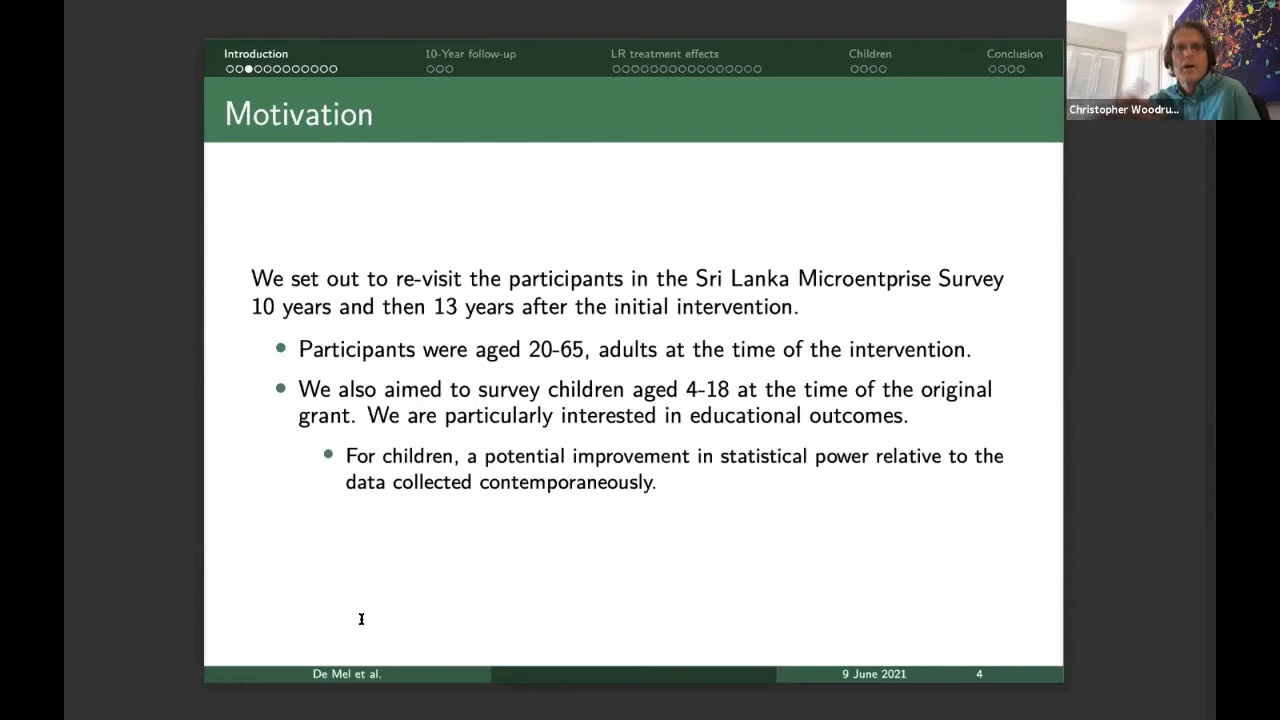 Introduction
10-Year follow-up
LR treatment effects
Children
Conclusion
Christopher Woodru...
Motivation
We set out to re-visit the participants in the Sri Lanka Microentprise Survey
10 years and then 13 years after the initial intervention.
Participants were aged 20-65, adults at the time of the intervention.
We also aimed to survey children aged 4-18 at the time of the original
grant. We are particularly interested in educational outcomes.
For children, a potential improvement in statistical power relative to the
data collected contemporaneously.
De Mel et al.
9 June 2021
4